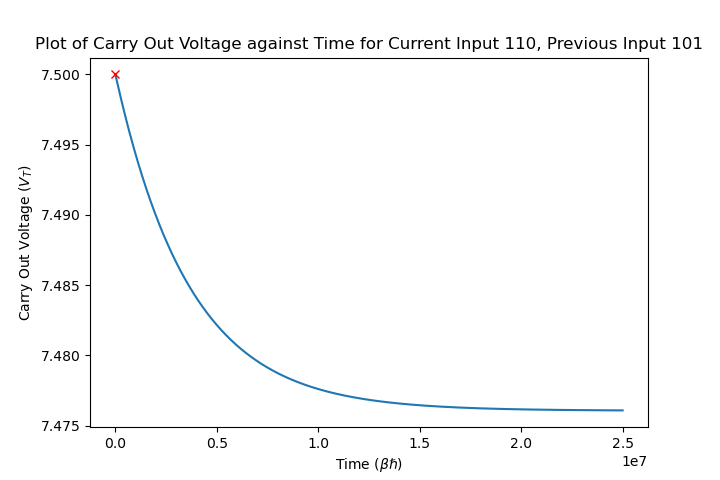 Plot of Carry Out Voltage against Time for Current Input 110, Previous Input 101
7.500
7.495
7.490
7.485
7.480
7.475
Carry Out Voltage (V_T)
0.0 0.5 1.0 1.5 2.0 2.5
1e7
Time (βℏ)